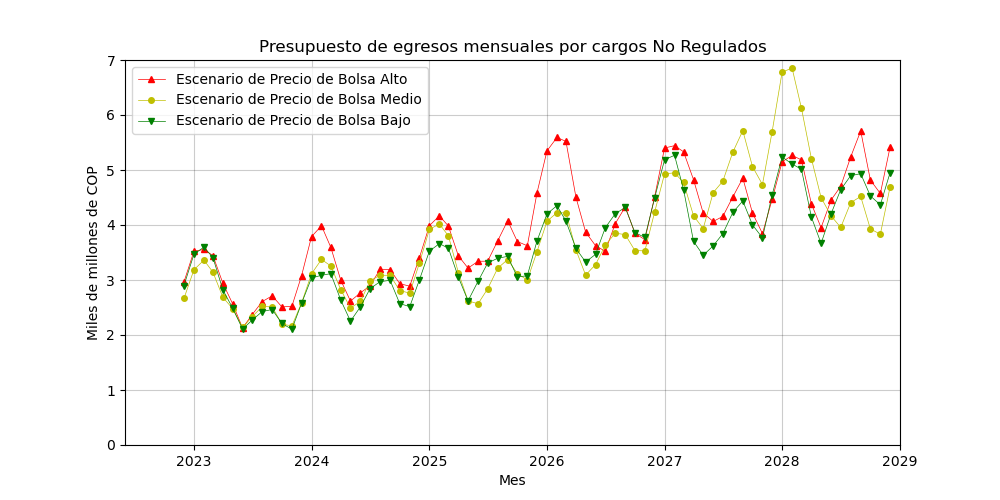 Presupuesto de egresos mensuales por cargos No Regulados
7
6
5
4
3
2
1
0
Miles de millones de COP
Escenario de Precio de Bolsa Alto
Escenario de Precio de Bolsa Medio
Escenario de Precio de Bolsa Bajo
2023 2024 2025 2026 2027 2028 2029
Mes